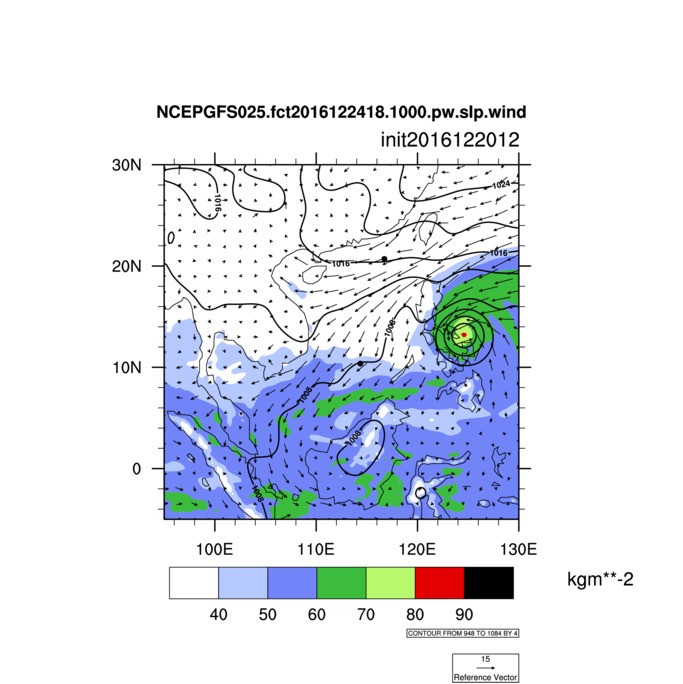 NCEPGFS025.fct2016122418.1000.pw.slp.wind
init2016122012
30N
20N
10N
0
100E
110E
120E
130E
1016
1024
1016
1016
1008
1008
1008
1008
40
50
60
70
80
90
kgm**-2
CONTOUR FROM 948 TO 1084 BY 4
15
Reference Vector